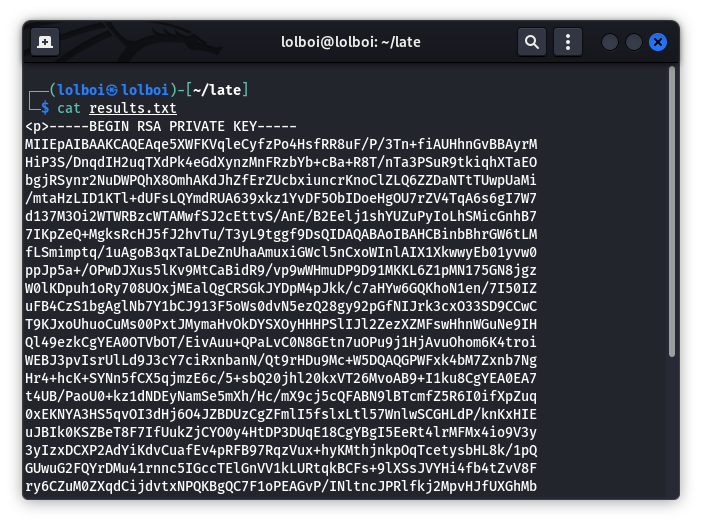 lolboi@lolboi: ~/late
┌──(lolboi㉿lolboi)-[~/late]
└─$ cat results.txt
<p>-----BEGIN RSA PRIVATE KEY-----
MIIEpAIBAAKCAQEAqe5XWFKVqleCyfzPo4HsfRR8uF/P/3Tn+fiAUHhnGvBBAyrM
HiP3S/DnqdIH2uqTXdPk4eGdXynzMnFRzbYb+cBa+R8T/nTa3PSuR9tkiqhXTaEO
bgjRSynr2NuDWPQhX8OmhAKdJhZfErZUcbxiuncrKnoClZLQ6ZZDaNTtTUwpUaMi
/mtaHzLID1KTl+dUFsLQYmdRUA639xkz1YvDF5ObIDoeHgOU7rZV4TqA6s6gI7W7
d137M3Oi2WTWRBzcWTAMwfSJ2cEttvS/AnE/B2Eelj1shYUZuPyIoLhSMicGnhB7
7IKpZeQ+MgksRcHJ5fJ2hvTu/T3yL9tggf9DsQIDAQABAoIBAHCBinbBhrGW6tLM
fLSmimptq/1uAgoB3qxTaLDeZnUhaAmuxiGWcl5nCxoWInlAIX1XkwwyEb01yvw0
ppJp5a+/OPwDJXus5lKv9MtCaBidR9/vp9wWHmuDP9D91MKKL6Z1pMN175GN8jgz
W0lKDpuh1oRy708UOxjMEalQgCRSGkJYDpM4pJkk/c7aHYw6GQKhoN1en/7I50IZ
uFB4CzS1bgAglNb7Y1bCJ913F5oWs0dvN5ezQ28gy92pGfNIJrk3cxO33SD9CCwC
T9KJxoUhuoCuMs00PxtJMymaHvOkDYSXOyHHHPSlIJl2ZezXZMFswHhnWGuNe9IH
Ql49ezkCgYEA0OTVbOT/EivAuu+QPaLvC0N8GEtn7uOPu9j1HjAvuOhom6K4troi
WEBJ3pvIsrUlLd9J3cY7ciRxnbanN/Qt9rHDu9Mc+W5DQAQGPWFxk4bM7Zxnb7Ng
Hr4+hcK+SYNn5fCX5qjmzE6c/5+sbQ20jhl20kxVT26MvoAB9+I1ku8CgYEA0EA7
t4UB/PaoU0+kz1dNDEyNamSe5mXh/Hc/mX9cj5cQFABN9lBTcmfZ5R6I0ifXpZuq
0xEKNYA3HS5qvOI3dHj6O4JZBDUzCgZFmlI5fslxLtl57WnlwSCGHLdP/knKxHIE
uJBIk0KSZBeT8F7IfUukZjCYO0y4HtDP3DUqE18CgYBgI5EeRt4lrMFMx4io9V3y
3yIzxDCXP2AdYiKdvCuafEv4pRFB97RqzVux+hyKMthjnkpOqTcetysbHL8k/1pQ
GUwuG2FQYrDMu41rnnc5IGccTElGnVV1kLURtqkBCFs+9lXSsJVYHi4fb4tZvV8F
ry6CZuM0ZXqdCijdvtxNPQKBgQC7F1oPEAGvP/INltncJPRlfkj2MpvHJfUXGhMb